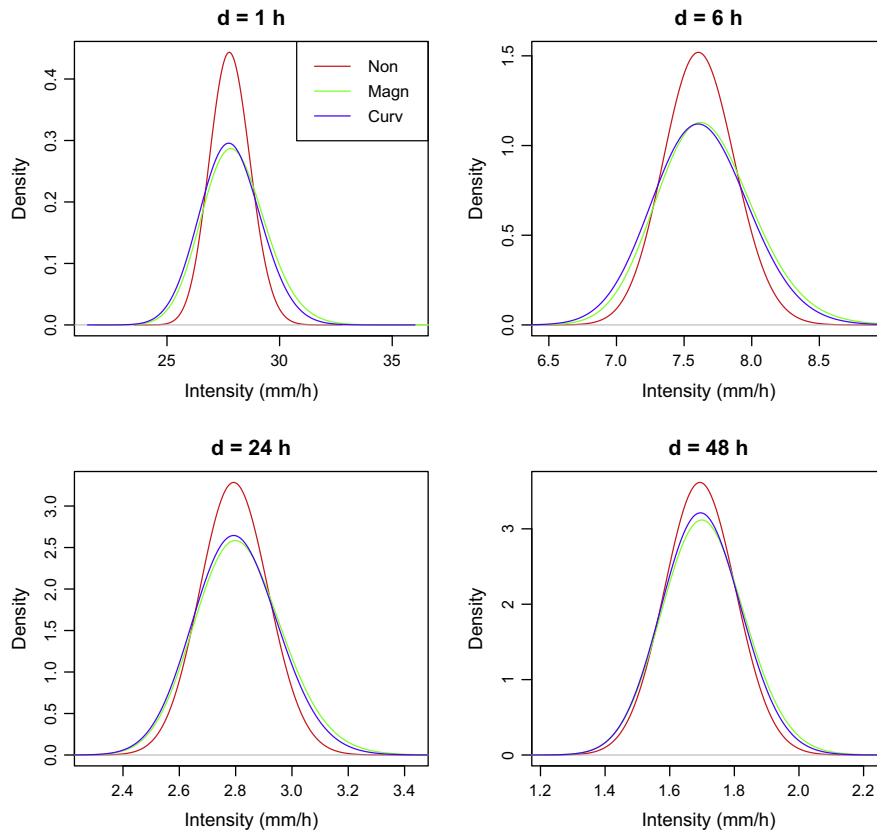 d = 1 h
Density
0.0 0.1 0.2 0.3 0.4
Non
Magn
Curv
25 30 35
Intensity (mm/h)
d = 6 h
Density
0.0 0.5 1.0 1.5
6.5 7.0 7.5 8.0 8.5
Intensity (mm/h)
d = 24 h
Density
0.0 0.5 1.0 1.5 2.0 2.5 3.0
2.4 2.6 2.8 3.0 3.2 3.4
Intensity (mm/h)
d = 48 h
Density
0 1 2 3
1.2 1.4 1.6 1.8 2.0 2.2
Intensity (mm/h)